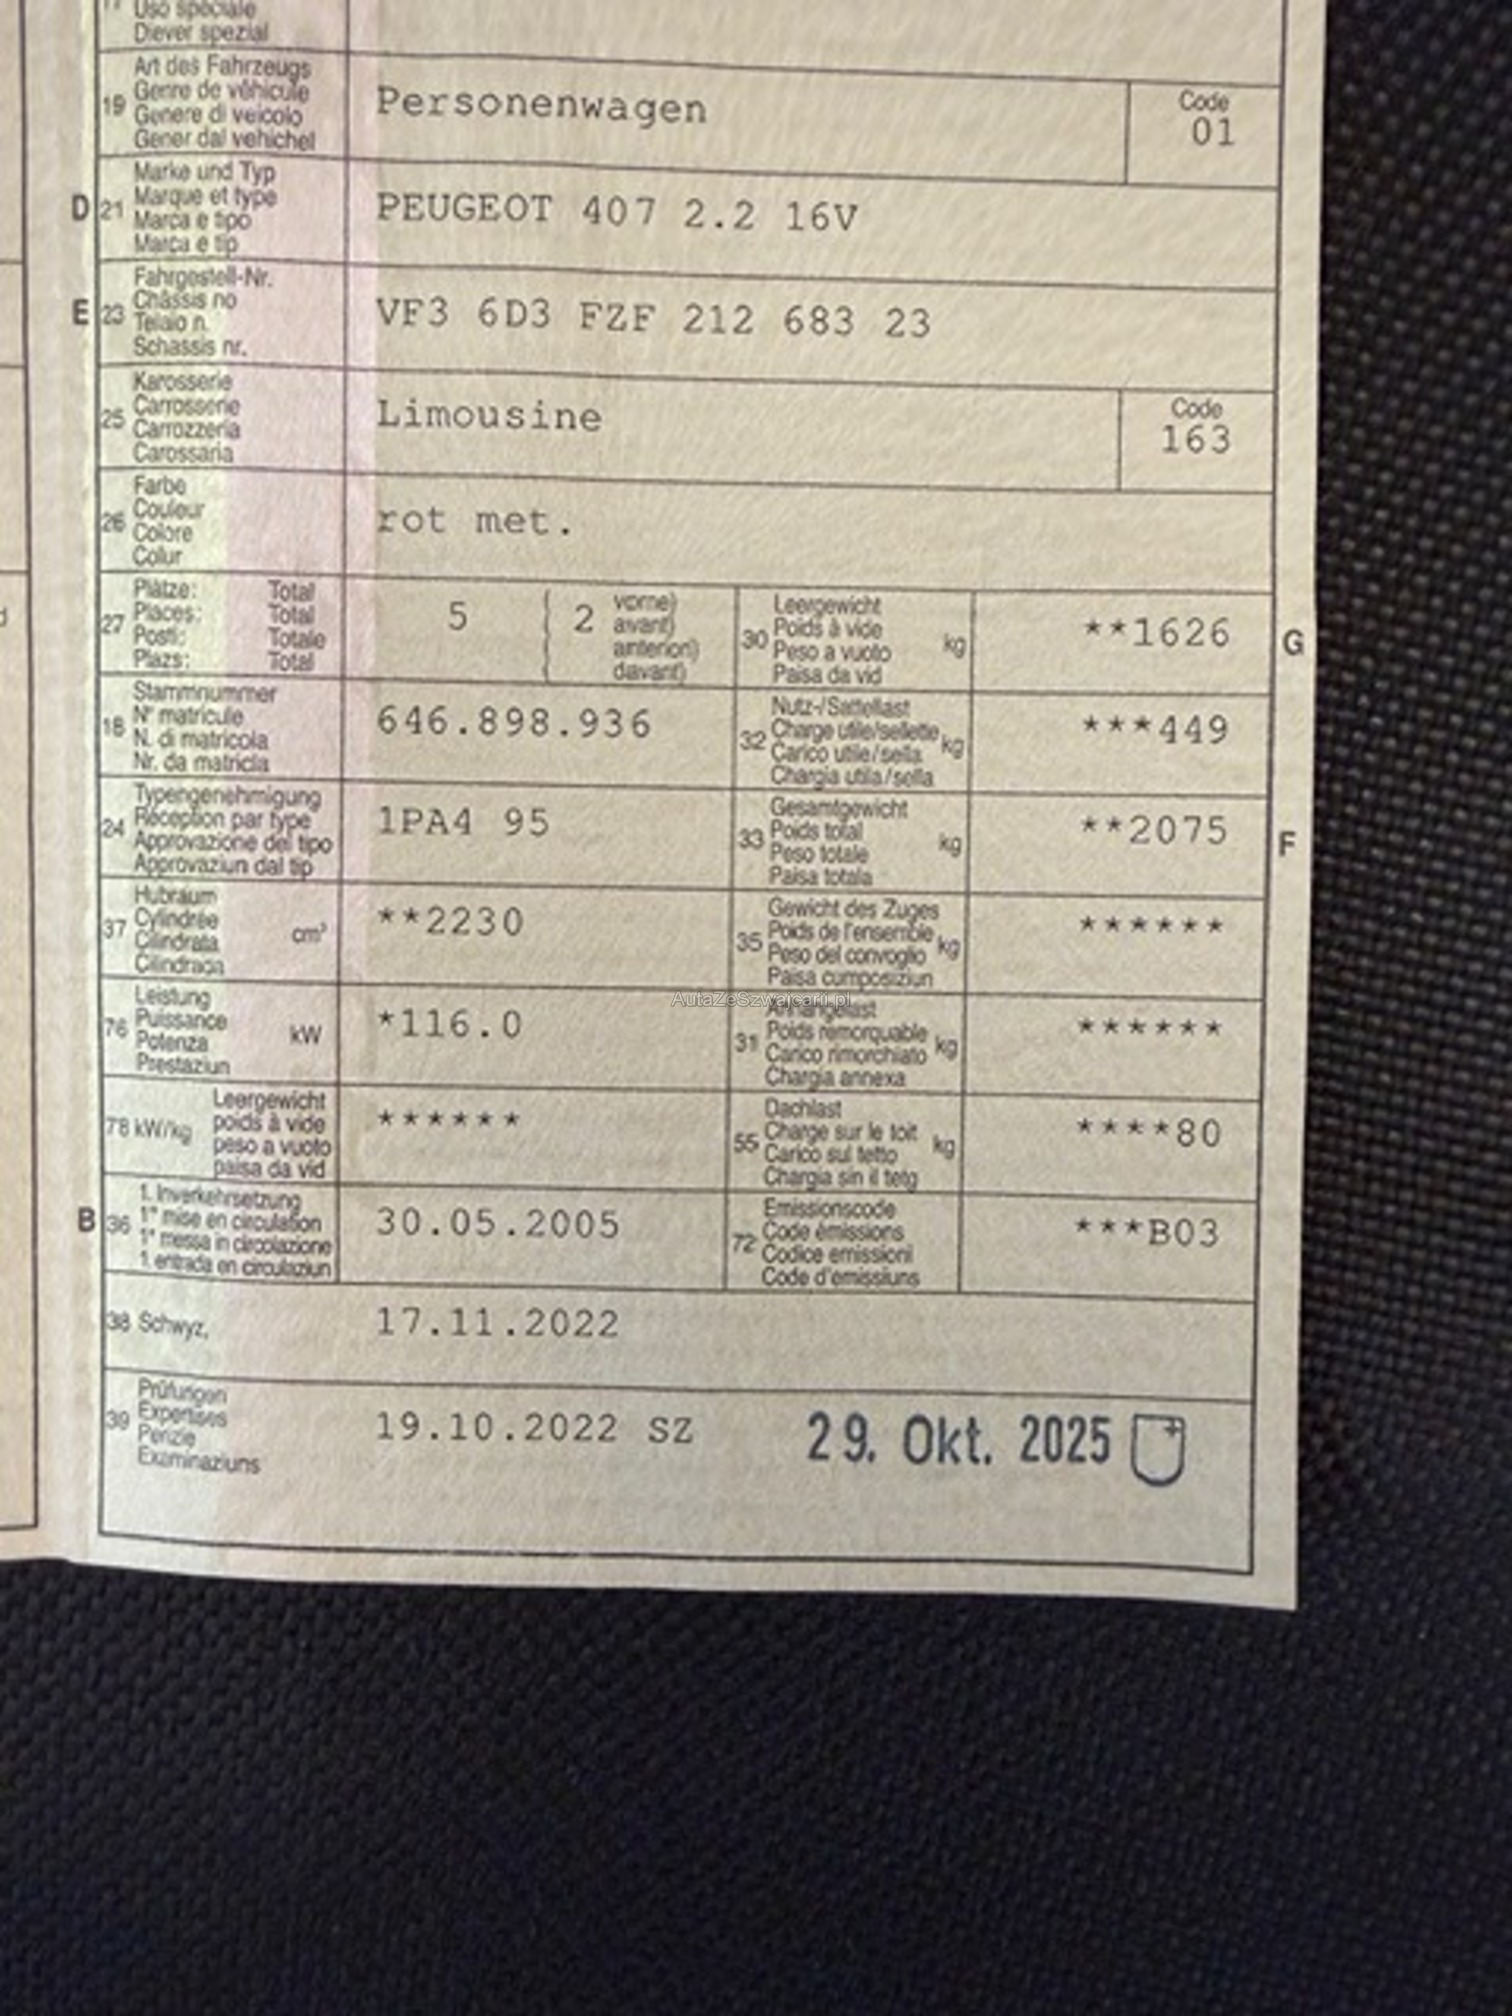 17 Uso speciale
Diever spezial
Art des Fahrzeugs
Genre de véhicule
19 Genere di veicolo
Gener dal vehichel
Personenwagen
Code
01
Marke und Typ
D 21 Marque et type
Marca e tipo
Marca e tip
PEUGEOT 407 2.2 16V
Fahrgestell-Nr.
E 23 Châssis no
Telaio n.
Schassis nr.
VF3 6D3 FZF 212 683 23
Karosserie
25 Carrosserie
Carrozzeria
Carossaria
Limousine
Code
163
Farbe
26 Couleur
Colore
Colur
rot met.
Plätze: Total
27 Places: Total
Posti: Totale
Plazs: Total
5 ( 2 vorne)
avant)
anterion)
davant)
Leergewicht
30 Poids à vide kg
Peso a vuoto
Paisa da vid
**1626 G
Stammnummer
18 N° matricule
N. di matricola
Nr. da matricla
646.898.936
Nutz-/Sattellast
32 Charge utile/sellette kg
Carico utile/sella
Chargia utila/sella
***449
Typengenehmigung
24 Réception par type
Approvazione del tipo
Approvaziun dal tip
1PA4 95
Gesamtgewicht
33 Poids total kg
Peso totale
Paisa totala
**2075 F
Hubraum
37 Cylindrée cm³
Cilindrata
Cilindrada
**2230
Gewicht des Zuges
35 Poids de l'ensemble kg
Peso del convoglio
Paisa cumposiziun
******
AutaZeSzwajcarii.pl
Leistung
76 Puissance kW
Potenza
Prestaziun
*116.0
Anhängelast
31 Poids remorquable kg
Carico rimorchiato
Chargia annexa
******
Leergewicht
78 kW/kg poids à vide
peso a vuoto
paisa da vid
******
Dachlast
55 Charge sur le toit kg
Carico sul tetto
Chargia sin il tetg
****80
1. Inverkehrsetzung
B 36 1re mise en circulation
1a messa in circolazione
1. entrada en circulaziun
30.05.2005
Emissionscode
72 Code émissions
Codice emissioni
Code d'emissiuns
***B03
38 Schwyz,
17.11.2022
Prüfungen
39 Expertises
Perizie
Examinaziuns
19.10.2022 SZ
29. Okt. 2025